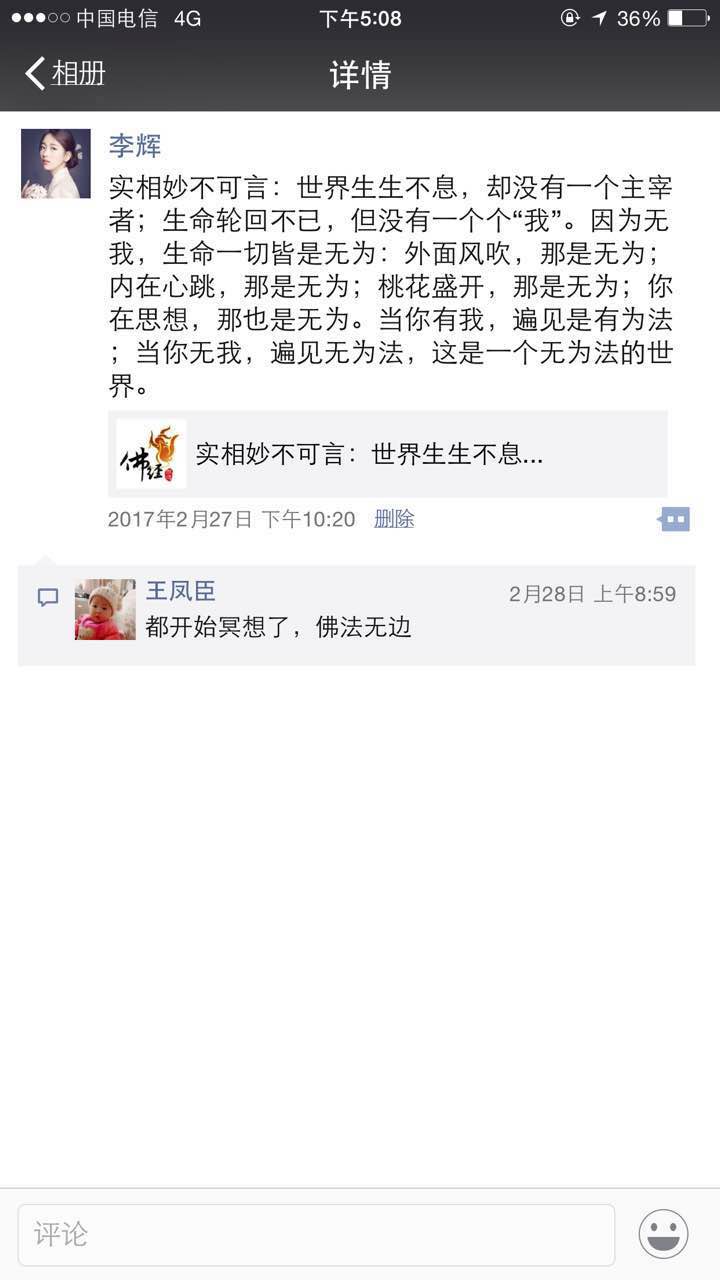 中国电信 4G 下午5:08 36%
相册 详情
李辉
实相妙不可言：世界生生不息，却没有一个主宰
者；生命轮回不已，但没有一个个“我”。因为无
我，生命一切皆是无为：外面风吹，那是无为；
内在心跳，那是无为；桃花盛开，那是无为；你
在思想，那也是无为。当你有我，遍见是有为法
；当你无我，遍见无为法，这是一个无为法的世
界。
佛经
实相妙不可言：世界生生不息...
2017年2月27日 下午10:20 删除
王凤臣 2月28日 上午8:59
都开始冥想了，佛法无边
评论